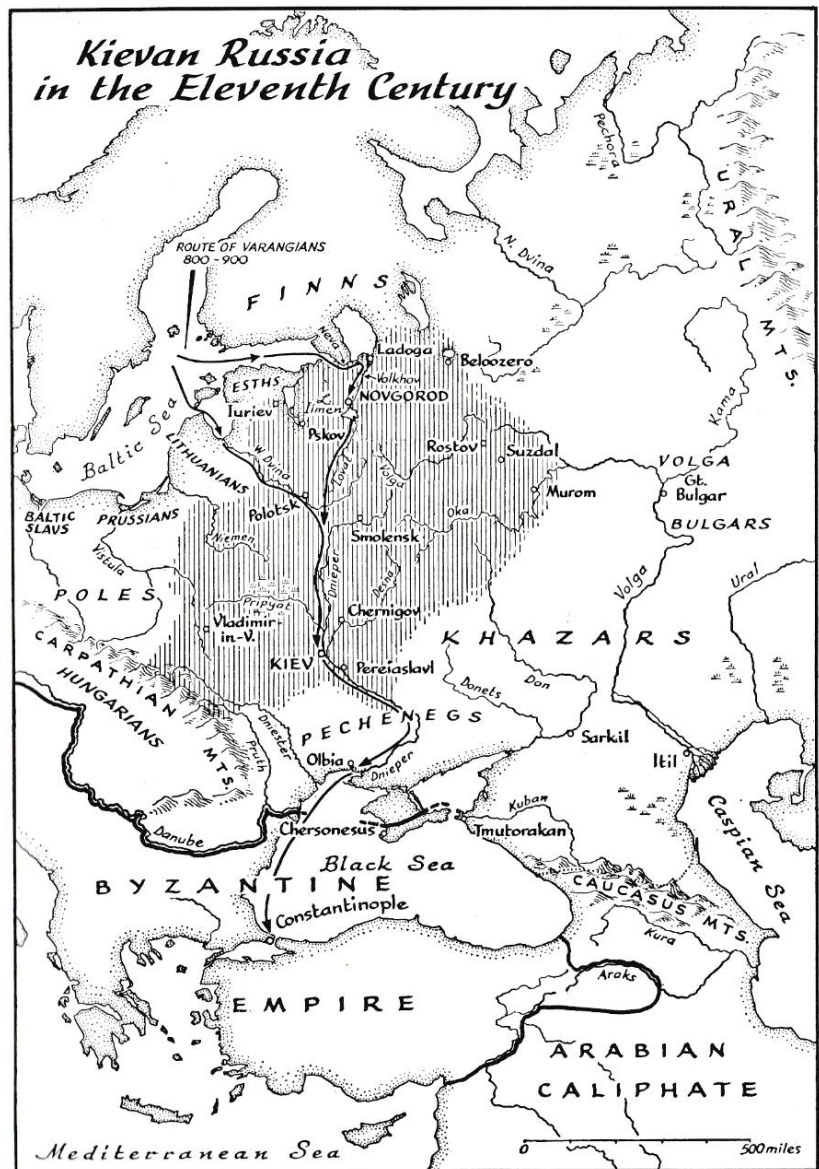 Kievan Russia
in the Eleventh Century
Pechora
URAL MTS.
N. Dvina
ROUTE OF VARANGIANS
800-900
FINNS
Neva
Ladoga
Beloozero
Volkhov
ESTHS
L.
Ilmen
NOVGOROD
Iuriev
Pskov
Kama
Baltic Sea
LITHUANIANS
W Dvina
Lovat
Volga
Rostov
Suzdal
VOLGA
Gt.
Bulgar
BULGARS
Murom
Oka
Polotsk
Smolensk
BALTIC
SLAVS
PRUSSIANS
Niemen
Vistula
Dnieper
Desna
Volga
Ural
POLES
Pripyat
Chernigov
Vladimir-
in-V.
KHAZARS
CARPATHIAN MTS.
HUNGARIANS
KIEV
Pereiaslavl
Donets
Don
PECHENEGS
Dniester
Pruth
Sarkil
Itil
Olbia
Dnieper
Danube
Chersonesus
Kuban
Tmutorakan
Caspian Sea
Black Sea
BYZANTINE
CAUCASUS MTS.
Constantinople
Kura
Araks
EMPIRE
ARABIAN
CALIPHATE
Mediterranean Sea
0 500 miles